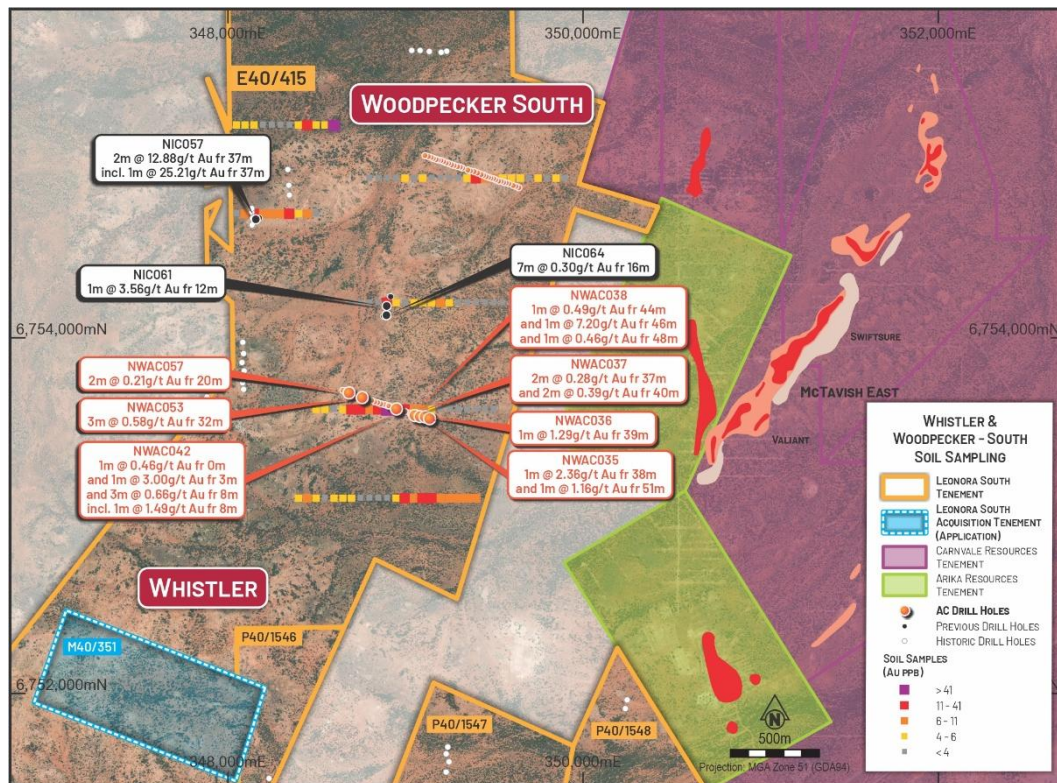 348,000mE
350,000mE
352,000mE
E40/415
WOODPECKER SOUTH
NIC057
2m @ 12.88g/t Au fr 37m
incl. 1m @ 25.21g/t Au fr 37m
NIC061
1m @ 3.56g/t Au fr 12m
NIC064
7m @ 0.30g/t Au fr 16m
NWAC038
1m @ 0.49g/t Au fr 44m
and 1m @ 7.20g/t Au fr 46m
and 1m @ 0.46g/t Au fr 48m
6,754,000mN
6,754,000mN
SWIFTSURE
NWAC057
2m @ 0.21g/t Au fr 20m
NWAC037
2m @ 0.28g/t Au fr 37m
and 2m @ 0.39g/t Au fr 40m
MCTAVISH EAST
NWAC053
3m @ 0.58g/t Au fr 32m
NWAC036
1m @ 1.29g/t Au fr 39m
VALIANT
NWAC042
1m @ 0.46g/t Au fr 0m
and 1m @ 3.00g/t Au fr 3m
and 3m @ 0.66g/t Au fr 8m
incl. 1m @ 1.49g/t Au fr 8m
NWAC035
1m @ 2.36g/t Au fr 38m
and 1m @ 1.16g/t Au fr 51m
WHISTLER
M40/351
P40/1546
6,752,000mN
P40/1547
P40/1548
348,000mE
350,000mE
N
500m
Projection: MGA Zone 51 (GDA94)
WHISTLER &
WOODPECKER - SOUTH
SOIL SAMPLING
LEONORA SOUTH
TENEMENT
LEONORA SOUTH
ACQUISITION TENEMENT
(APPLICATION)
CARNVALE RESOURCES
TENEMENT
ARIKA RESOURCES
TENEMENT
AC DRILL HOLES
PREVIOUS DRILL HOLES
HISTORIC DRILL HOLES
SOIL SAMPLES
(AU PPB)
> 41
11 - 41
6 - 11
4 - 6
< 4